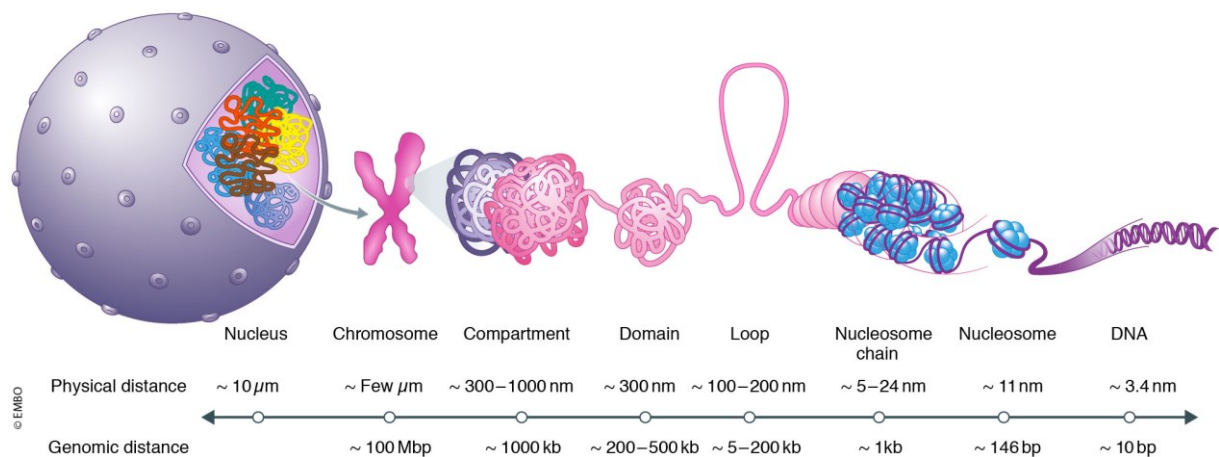 Nucleus Chromosome Compartment Domain Loop Nucleosome chain Nucleosome DNA
Physical distance ~ 10 µm ~ Few µm ~ 300–1000 nm ~ 300 nm ~ 100–200 nm ~ 5–24 nm ~ 11 nm ~ 3.4 nm
Genomic distance ~ 100 Mbp ~ 1000 kb ~ 200–500 kb ~ 5–200 kb ~ 1kb ~ 146 bp ~ 10 bp
© EMBO